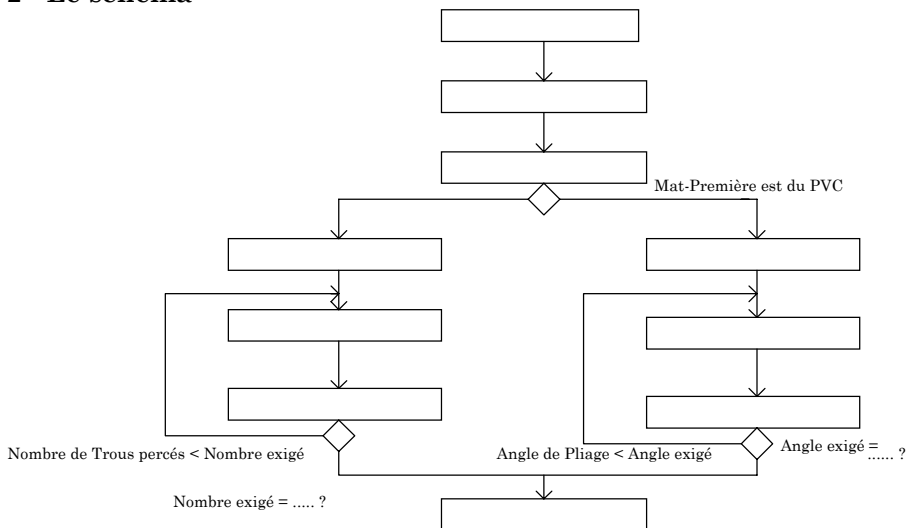 2 - Le schéma
Mat-Première est du PVC
Nombre de Trous percés < Nombre exigé
Angle de Pliage < Angle exigé
Angle exigé = ...... ?
Nombre exigé = ..... ?